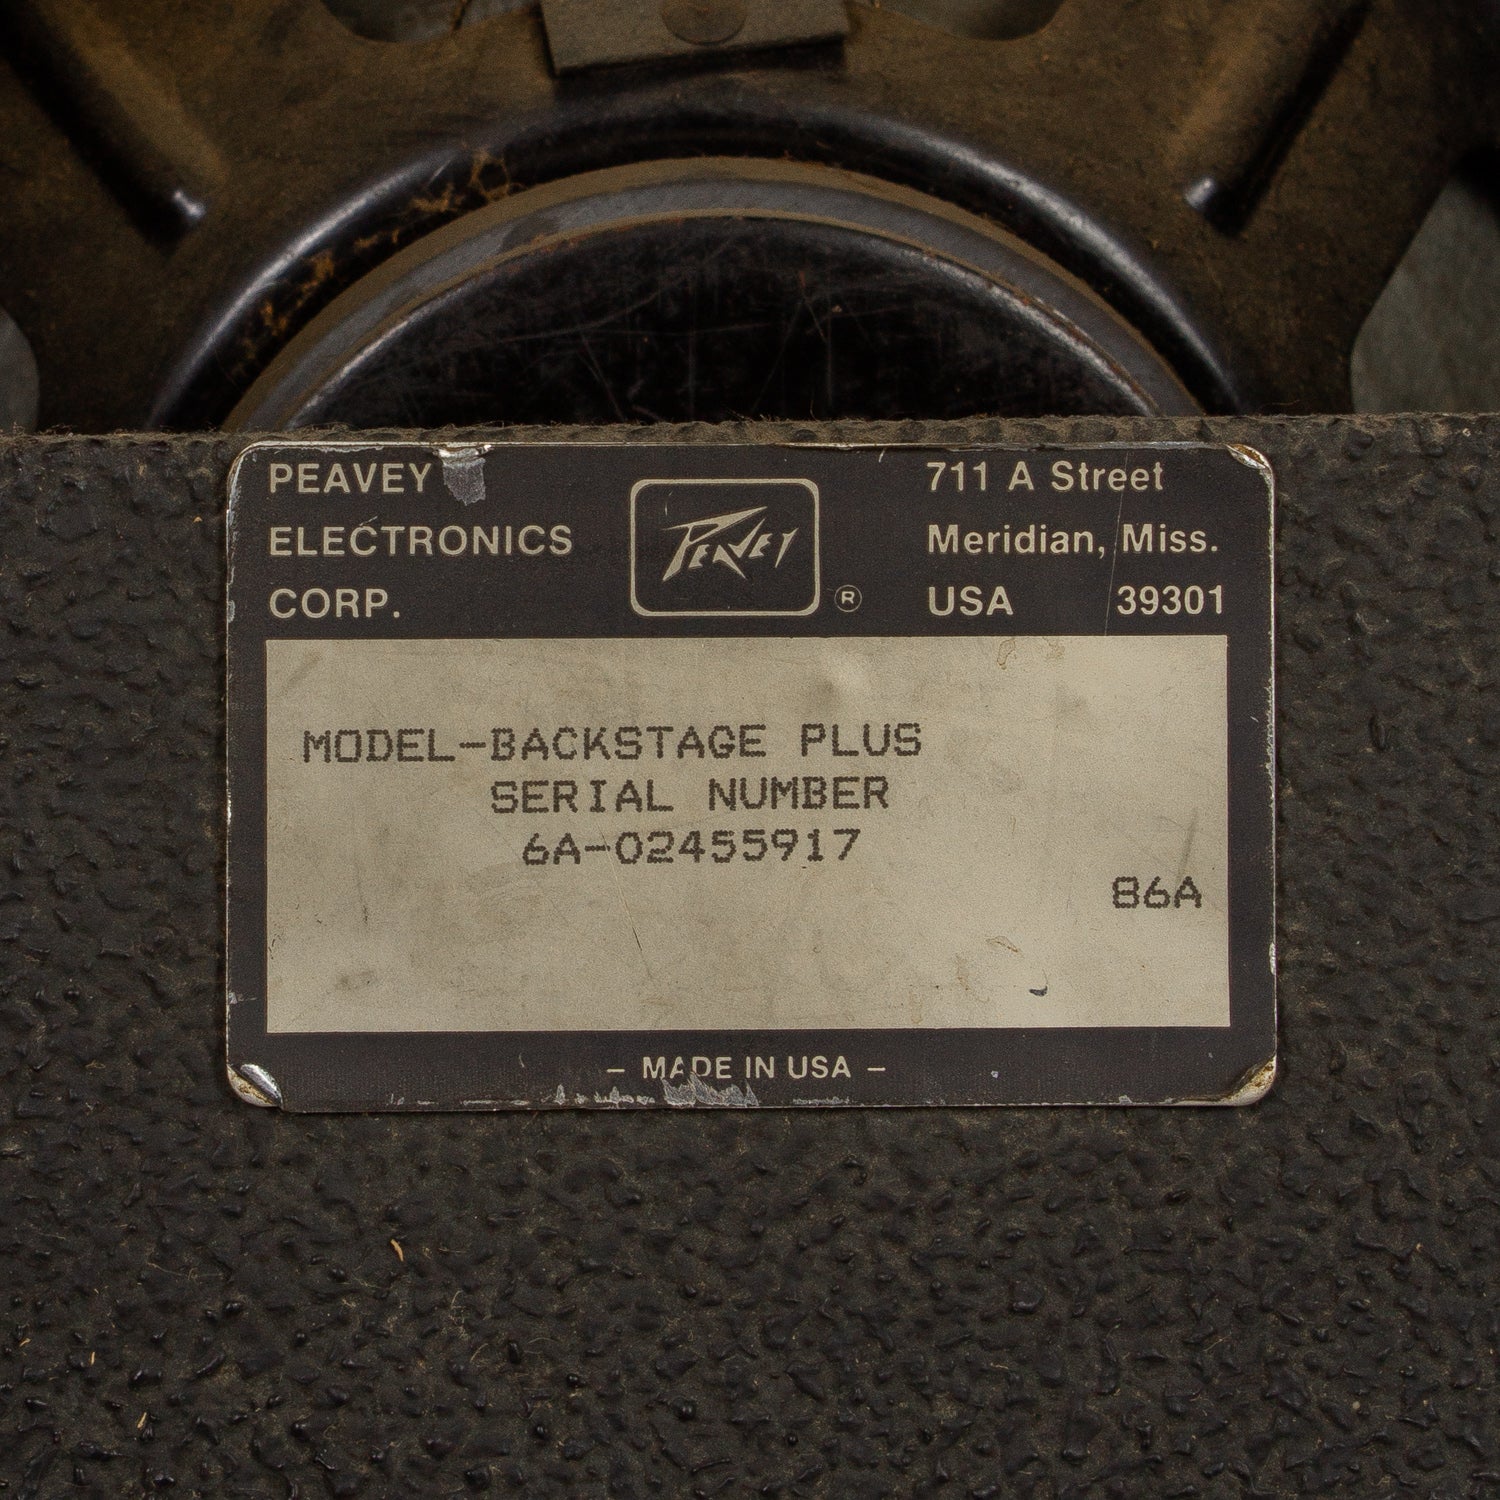 PEAVEY
ELECTRONICS
CORP.
PEAVEY
®
711 A Street
Meridian, Miss.
USA 39301
MODEL-BACKSTAGE PLUS
SERIAL NUMBER
6A-02455917
86A
– MADE IN USA –